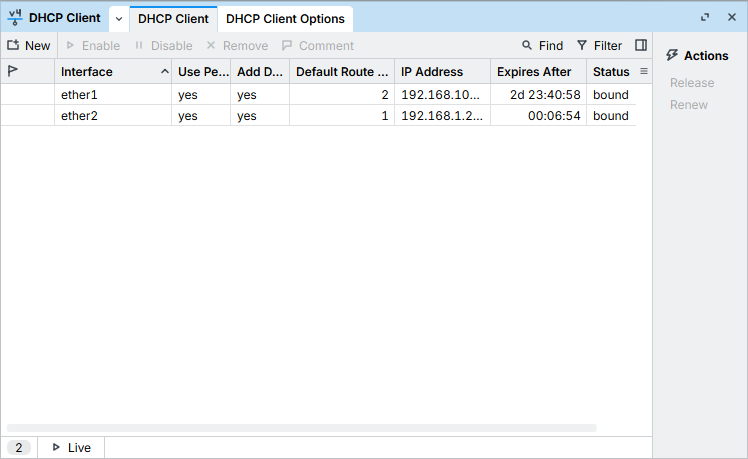 DHCP Client DHCP Client DHCP Client Options
New Enable Disable Remove Comment Find Filter
Interface Use Pe... Add D... Default Route ... IP Address Expires After Status
ether1 yes yes 2 192.168.10... 2d 23:40:58 bound
ether2 yes yes 1 192.168.1.2... 00:06:54 bound
Actions
Release
Renew
2 Live